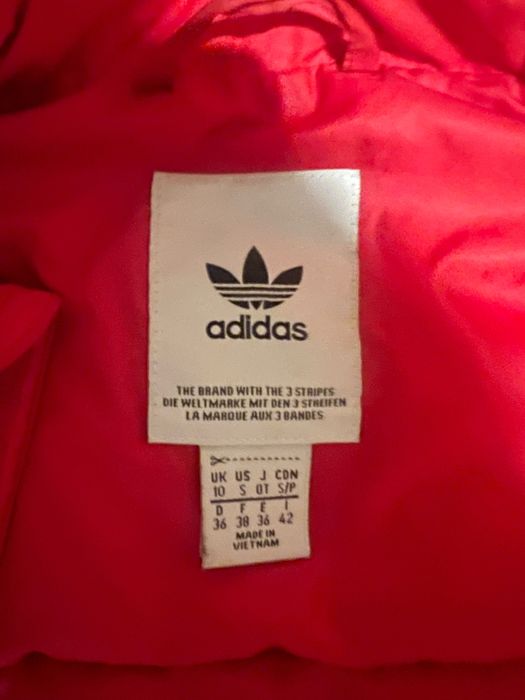 adidas
THE BRAND WITH THE 3 STRIPES
DIE WELTMARKE MIT DEN 3 STREIFEN
LA MARQUE AUX 3 BANDES
UK US J CDN
10 S OT S/P
D F E I
36 38 36 42
MADE IN
VIETNAM